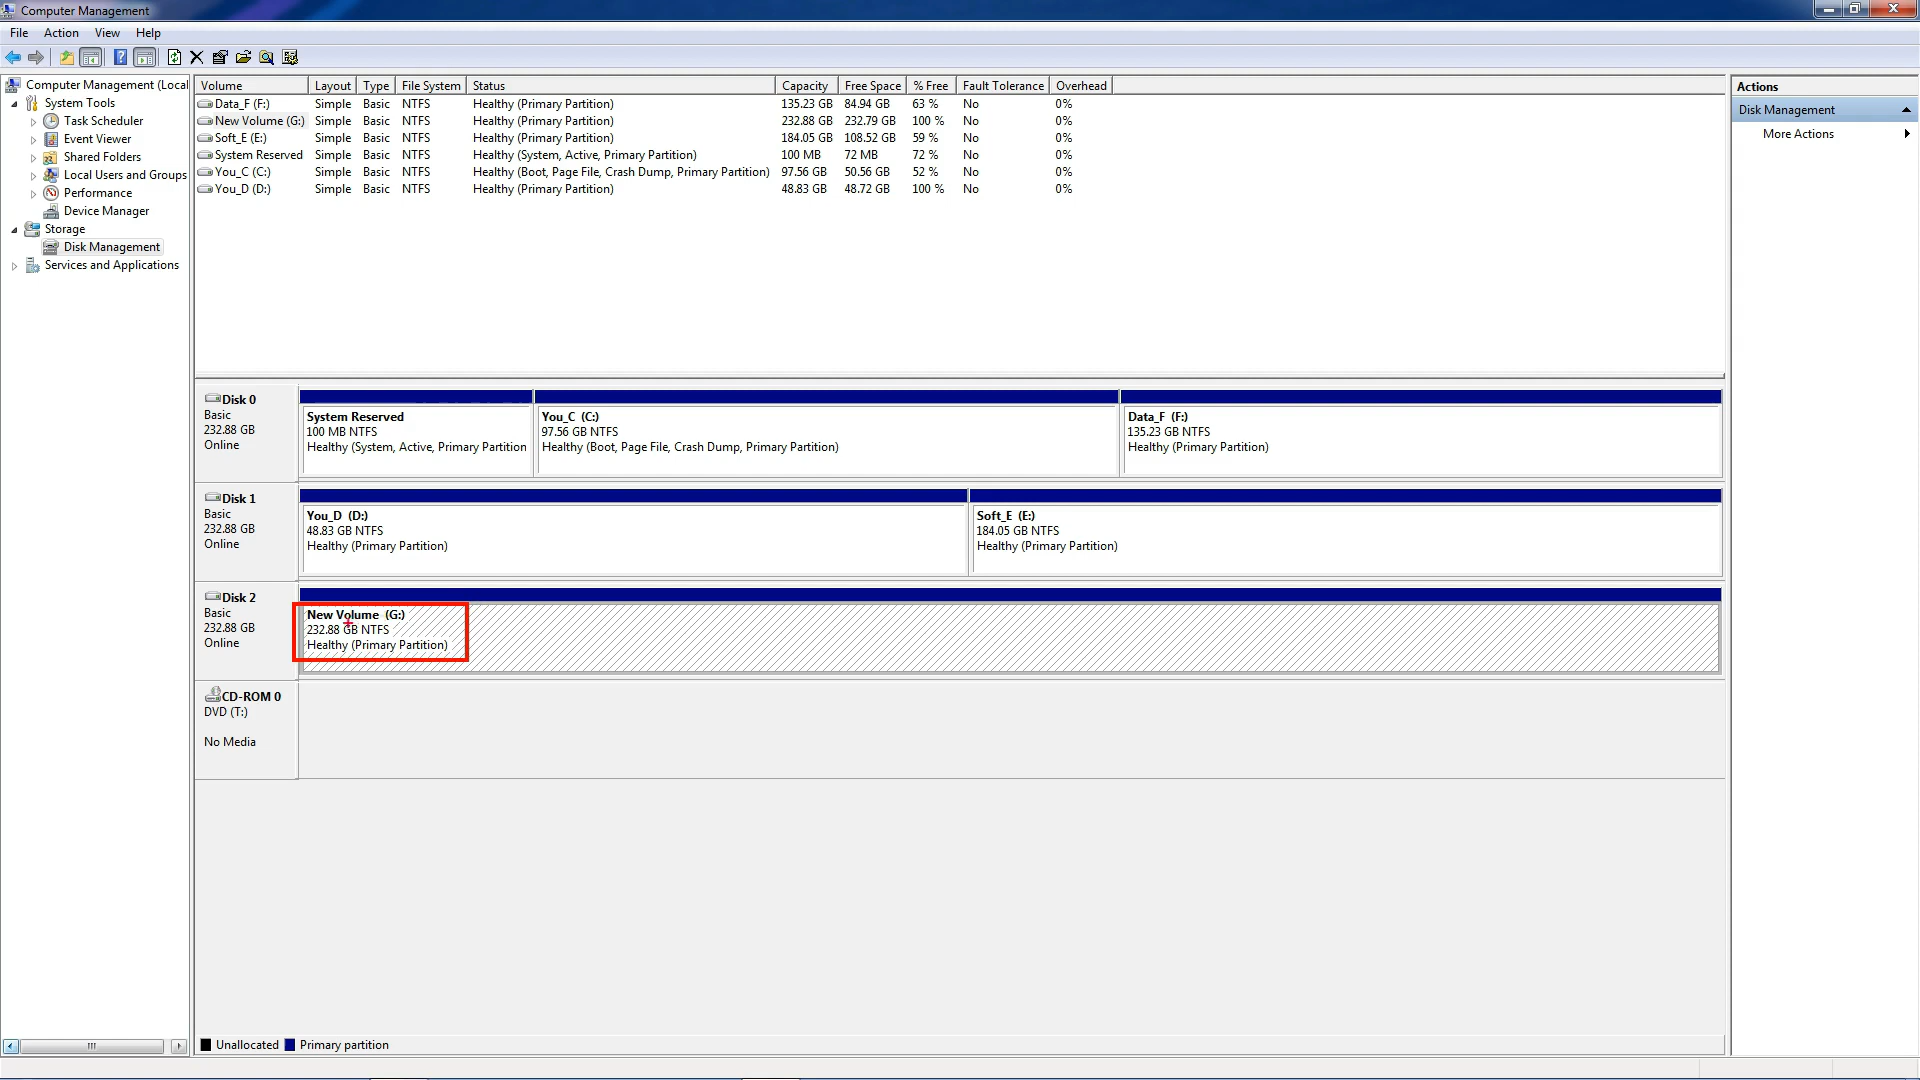 Computer Management
File Action View Help
Computer Management (Local
System Tools
Task Scheduler
Event Viewer
Shared Folders
Local Users and Groups
Performance
Device Manager
Storage
Disk Management
Services and Applications
Volume Layout Type File System Status Capacity Free Space % Free Fault Tolerance Overhead
Data_F (F:) Simple Basic NTFS Healthy (Primary Partition) 135.23 GB 84.94 GB 63 % No 0%
New Volume (G:) Simple Basic NTFS Healthy (Primary Partition) 232.88 GB 232.79 GB 100 % No 0%
Soft_E (E:) Simple Basic NTFS Healthy (Primary Partition) 184.05 GB 108.52 GB 59 % No 0%
System Reserved Simple Basic NTFS Healthy (System, Active, Primary Partition) 100 MB 72 MB 72 % No 0%
You_C (C:) Simple Basic NTFS Healthy (Boot, Page File, Crash Dump, Primary Partition) 97.56 GB 50.56 GB 52 % No 0%
You_D (D:) Simple Basic NTFS Healthy (Primary Partition) 48.83 GB 48.72 GB 100 % No 0%
Disk 0
Basic
232.88 GB
Online
System Reserved
100 MB NTFS
Healthy (System, Active, Primary Partition
You_C (C:)
97.56 GB NTFS
Healthy (Boot, Page File, Crash Dump, Primary Partition)
Data_F (F:)
135.23 GB NTFS
Healthy (Primary Partition)
Disk 1
Basic
232.88 GB
Online
You_D (D:)
48.83 GB NTFS
Healthy (Primary Partition)
Soft_E (E:)
184.05 GB NTFS
Healthy (Primary Partition)
Disk 2
Basic
232.88 GB
Online
New Volume (G:)
232.88 GB NTFS
Healthy (Primary Partition)
CD-ROM 0
DVD (T:)
No Media
Unallocated Primary partition
Actions
Disk Management
More Actions